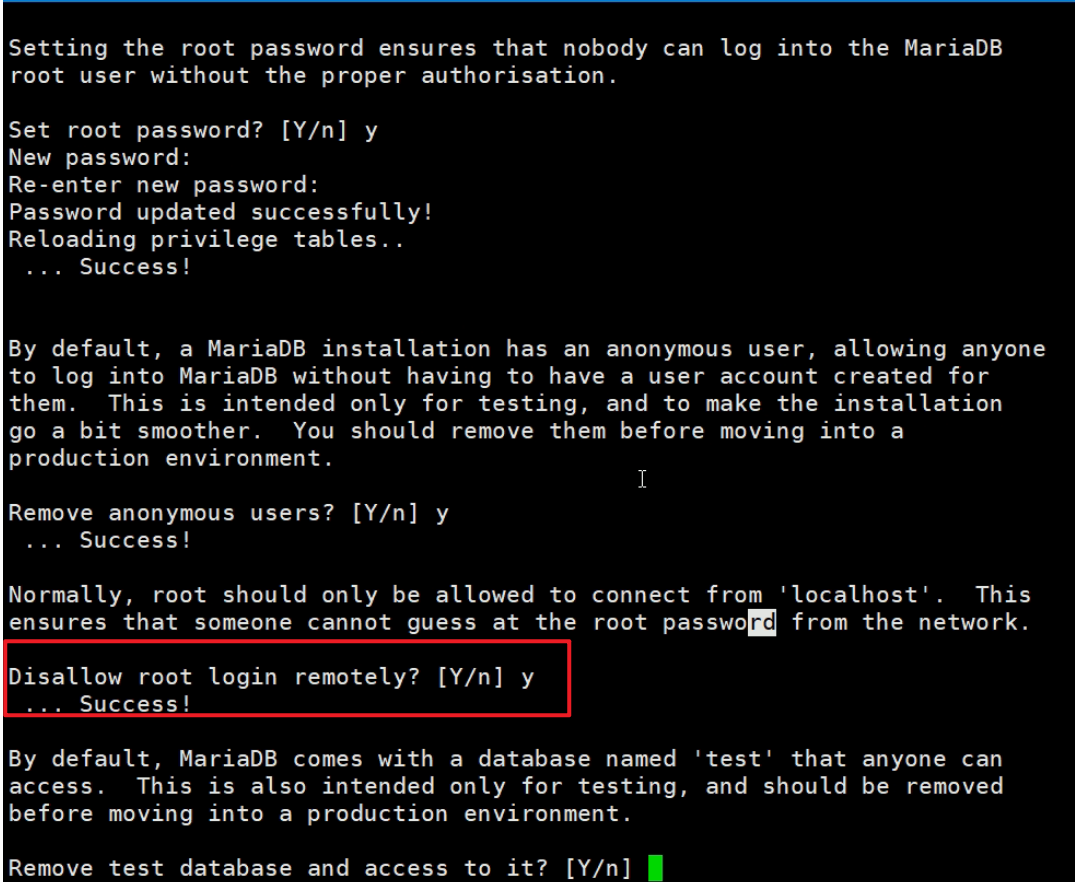 Setting the root password ensures that nobody can log into the MariaDB
root user without the proper authorisation.
Set root password? [Y/n] y
New password:
Re-enter new password:
Password updated successfully!
Reloading privilege tables..
 ... Success!
By default, a MariaDB installation has an anonymous user, allowing anyone
to log into MariaDB without having to have a user account created for
them.  This is intended only for testing, and to make the installation
go a bit smoother.  You should remove them before moving into a
production environment.
Remove anonymous users? [Y/n] y
 ... Success!
Normally, root should only be allowed to connect from 'localhost'.  This
ensures that someone cannot guess at the root password from the network.
Disallow root login remotely? [Y/n] y
 ... Success!
By default, MariaDB comes with a database named 'test' that anyone can
access.  This is also intended only for testing, and should be removed
before moving into a production environment.
Remove test database and access to it? [Y/n]